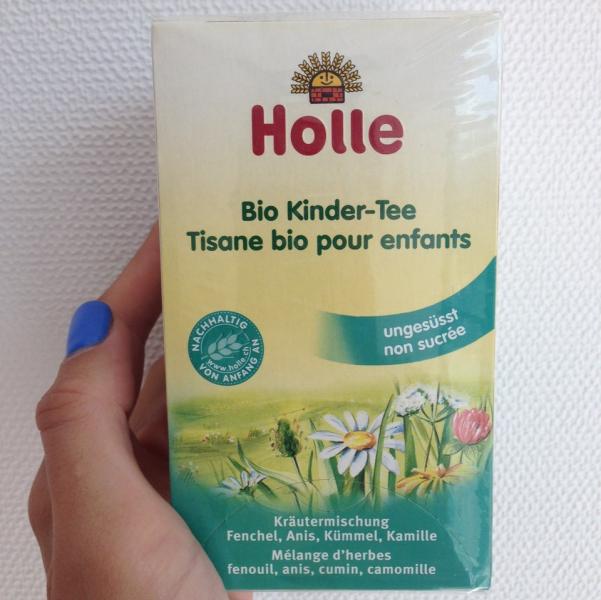 Holle
Bio Kinder-Tee
Tisane bio pour enfants
ungesüsst
non sucrée
NACHHALTIG
www.holle.ch
VON ANFANG AN
Kräutermischung
Fenchel, Anis, Kümmel, Kamille
Mélange d'herbes
fenouil, anis, cumin, camomille